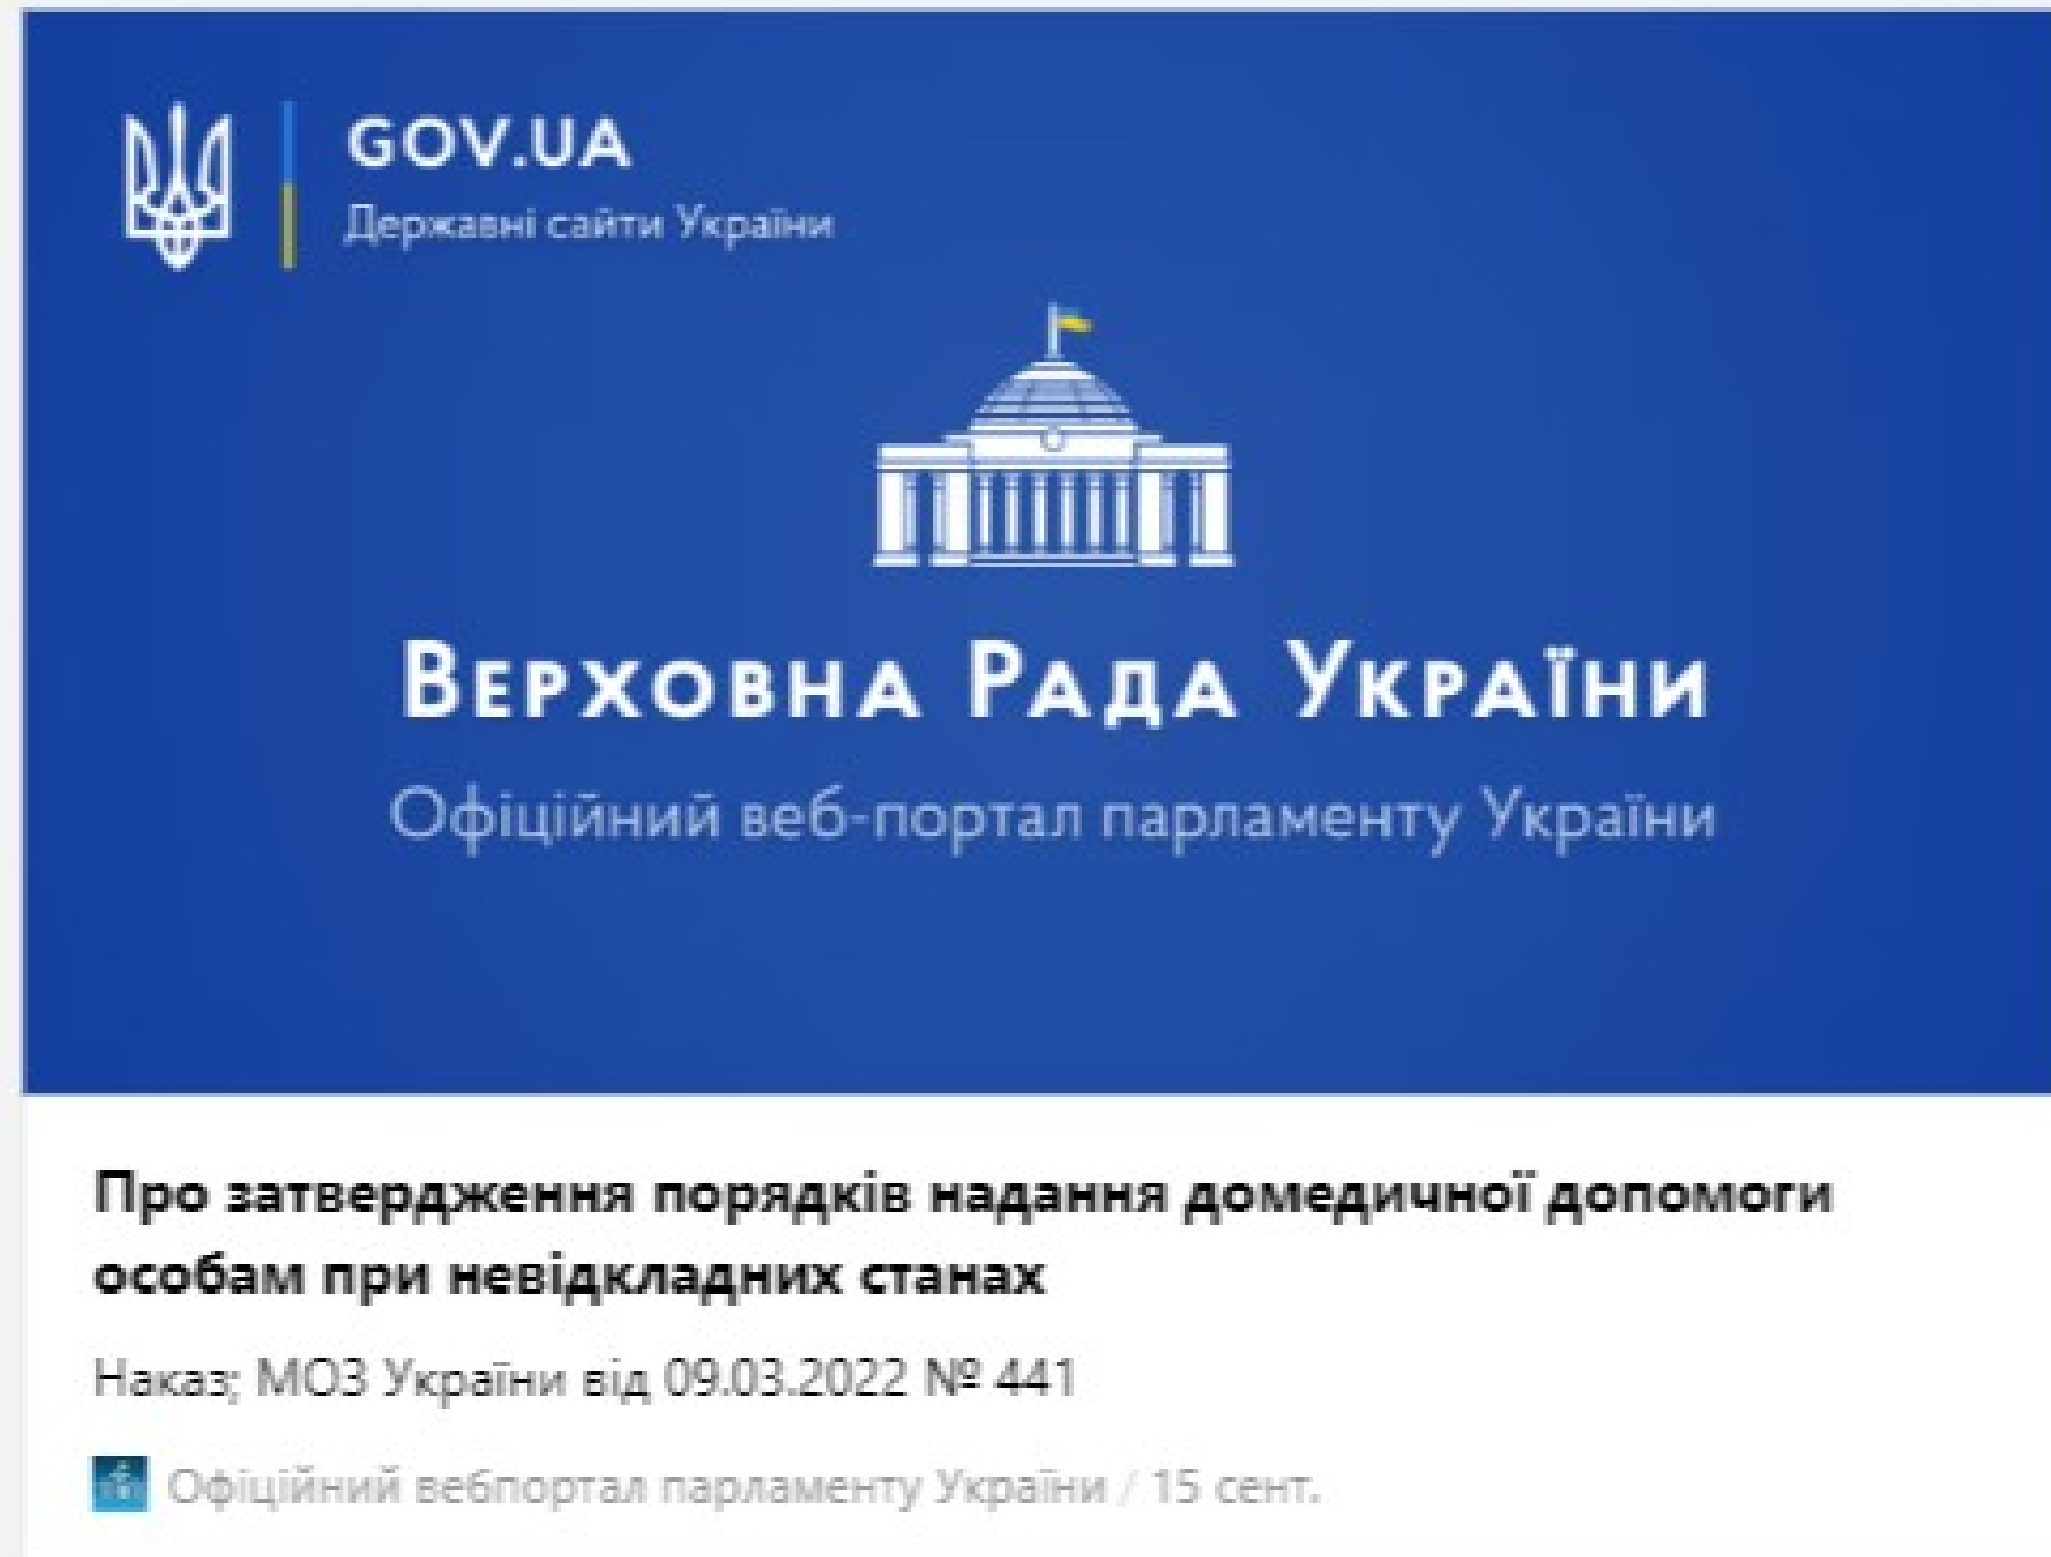 GOV.UA
Державні сайти України
ВЕРХОВНА РАДА УКРАЇНИ
Офіційний веб-портал парламенту України
Про затвердження порядків надання домедичної допомоги
особам при невідкладних станах
Наказ; МОЗ України від 09.03.2022 № 441
Офіційний вебпортал парламенту України / 15 сент.